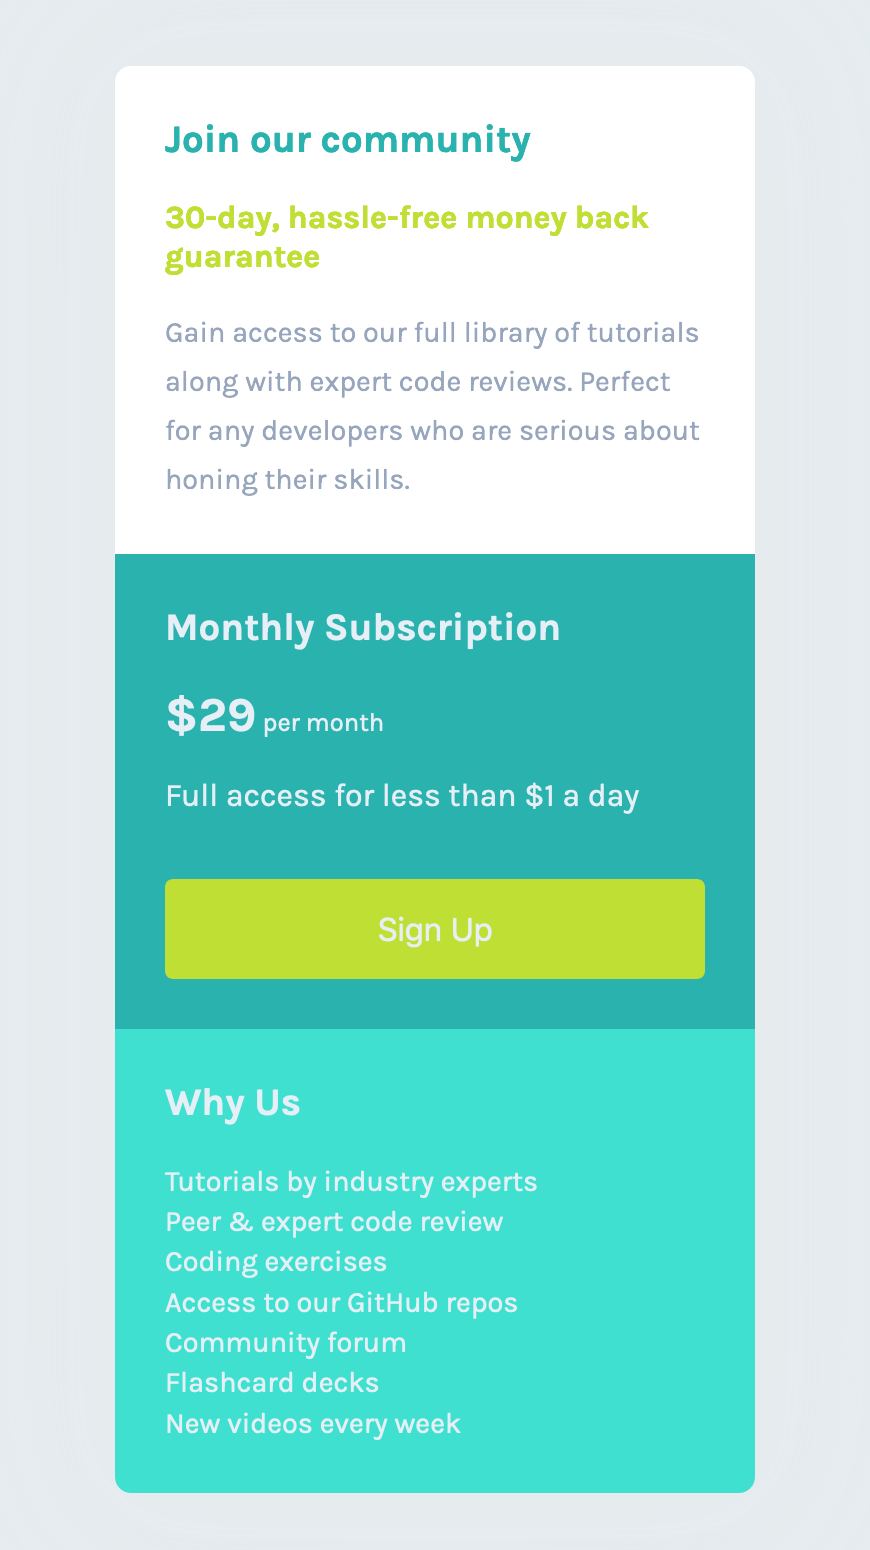 Join our community
30-day, hassle-free money back
guarantee
Gain access to our full library of tutorials
along with expert code reviews. Perfect
for any developers who are serious about
honing their skills.
Monthly Subscription
$29 per month
Full access for less than $1 a day
Sign Up
Why Us
Tutorials by industry experts
Peer & expert code review
Coding exercises
Access to our GitHub repos
Community forum
Flashcard decks
New videos every week